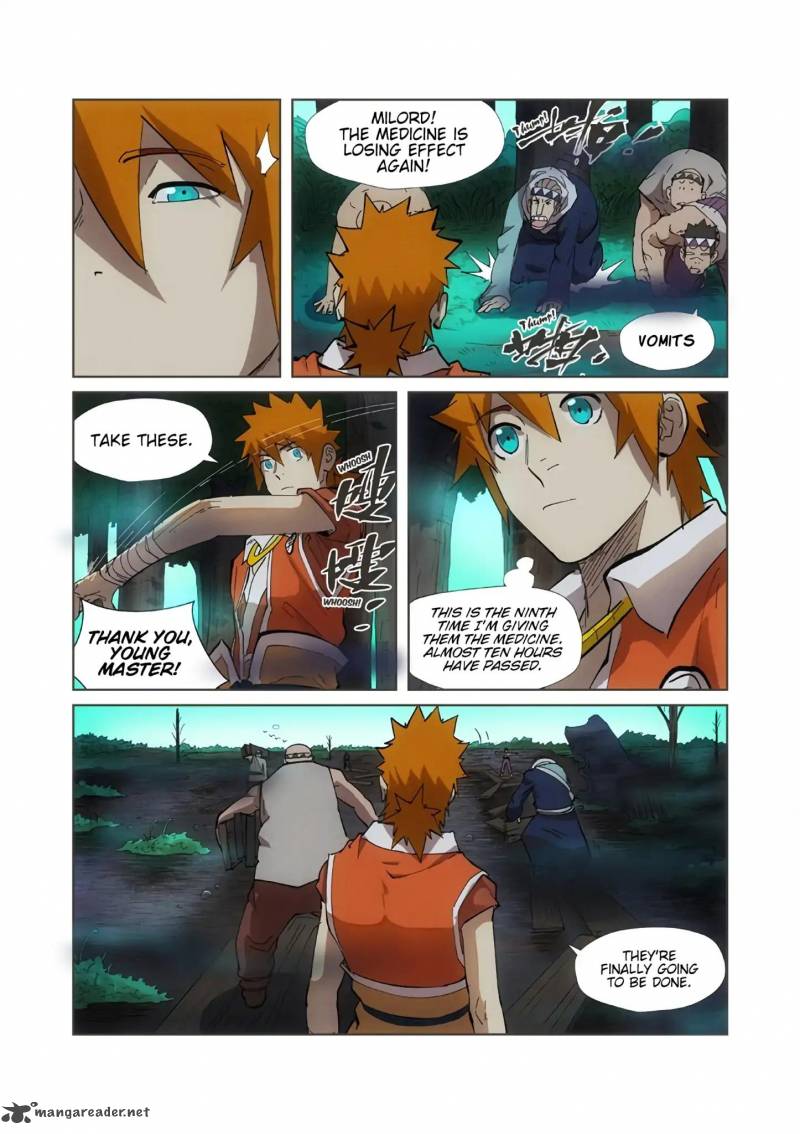 MILORD!
THE MEDICINE IS
LOSING EFFECT
AGAIN!
Thump!
Thump!
VOMITS
TAKE THESE.
WHOOSH
WHOOSH!
THANK YOU,
YOUNG
MASTER!
THIS IS THE NINTH
TIME I'M GIVING
THEM THE MEDICINE.
ALMOST TEN HOURS
HAVE PASSED.
THEY'RE
FINALLY GOING
TO BE DONE.
mangareader.net